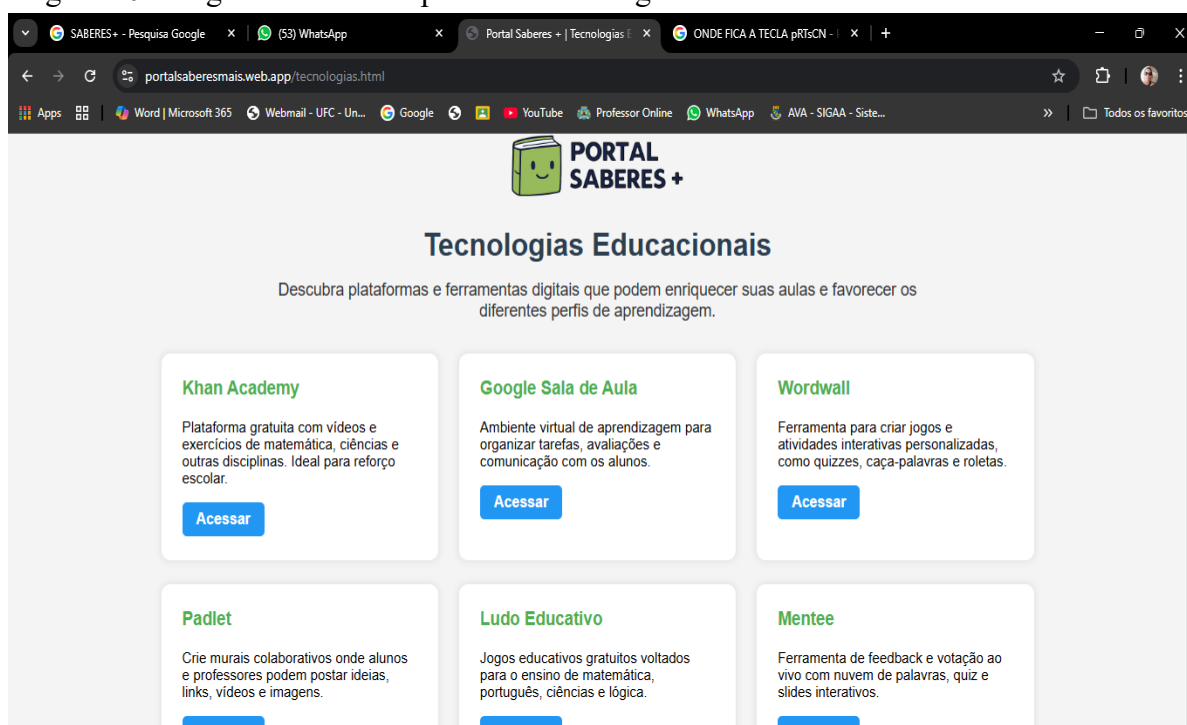 SABERES+ - Pesquisa Google
(53) WhatsApp
Portal Saberes + | Tecnologias E
ONDE FICA A TECLA pRTsCN -
portalsaberesmais.web.app/tecnologias.html
Apps
Word | Microsoft 365
Webmail - UFC - Un...
Google
YouTube
Professor Online
WhatsApp
AVA - SIGAA - Siste...
Todos os favoritos
PORTAL
SABERES +
Tecnologias Educacionais
Descubra plataformas e ferramentas digitais que podem enriquecer suas aulas e favorecer os
diferentes perfis de aprendizagem.
Khan Academy
Plataforma gratuita com vídeos e
exercícios de matemática, ciências e
outras disciplinas. Ideal para reforço
escolar.
Acessar
Google Sala de Aula
Ambiente virtual de aprendizagem para
organizar tarefas, avaliações e
comunicação com os alunos.
Acessar
Wordwall
Ferramenta para criar jogos e
atividades interativas personalizadas,
como quizzes, caça-palavras e roletas.
Acessar
Padlet
Crie murais colaborativos onde alunos
e professores podem postar ideias,
links, vídeos e imagens.
Ludo Educativo
Jogos educativos gratuitos voltados
para o ensino de matemática,
português, ciências e lógica.
Mentee
Ferramenta de feedback e votação ao
vivo com nuvem de palavras, quiz e
slides interativos.